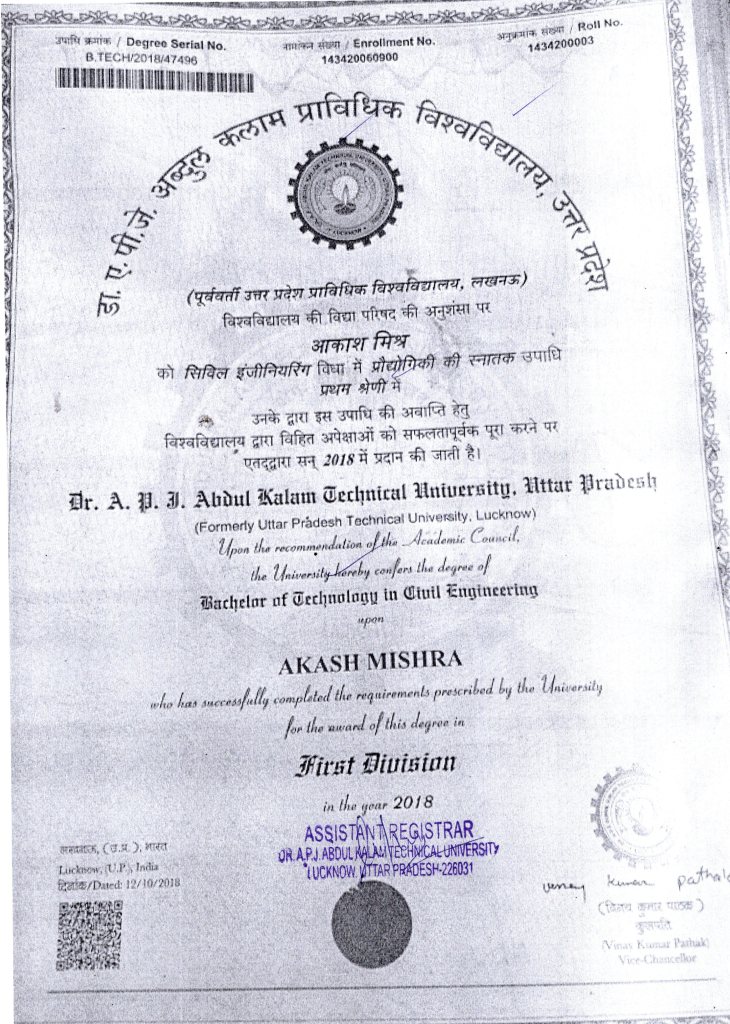 उपाधि क्रमांक / Degree Serial No.
B.TECH/2018/47496
नामांकन संख्या / Enrollment No.
143420060900
अनुक्रमांक संख्या / Roll No.
1434200003
डा. ए. पी.जे. अब्दुल कलाम प्राविधिक विश्वविद्यालय, उत्तर प्रदेश
(पूर्ववर्ती उत्तर प्रदेश प्राविधिक विश्वविद्यालय, लखनऊ)
विश्वविद्यालय की विद्या परिषद की अनुशंसा पर
आकाश मिश्र
को सिविल इंजीनियरिंग विधा में प्रौद्योगिकी की स्नातक उपाधि
प्रथम श्रेणी में
उनके द्वारा इस उपाधि की अवाप्ति हेतु
विश्वविद्यालय द्वारा विहित अपेक्षाओं को सफलतापूर्वक पूरा करने पर
एतद्द्वारा सन् 2018 में प्रदान की जाती है।
Dr. A. P. J. Abdul Kalam Technical University, Uttar Pradesh
(Formerly Uttar Pradesh Technical University, Lucknow)
Upon the recommendation of the Academic Council,
the University hereby confers the degree of
Bachelor of Technology in Civil Engineering
upon
AKASH MISHRA
who has successfully completed the requirements prescribed by the University
for the award of this degree in
First Division
in the year 2018
ASSISTANT REGISTRAR
DR. A.P.J. ABDUL KALAM TECHNICAL UNIVERSITY
LUCKNOW, UTTAR PRADESH-226031
लखनऊ, (उ.प्र.), भारत
Lucknow, (U.P.), India
दिनांक/Dated: 12/10/2018
kumar pathak
(विनय कुमार पाठक)
कुलपति
(Vinay Kumar Pathak)
Vice-Chancellor